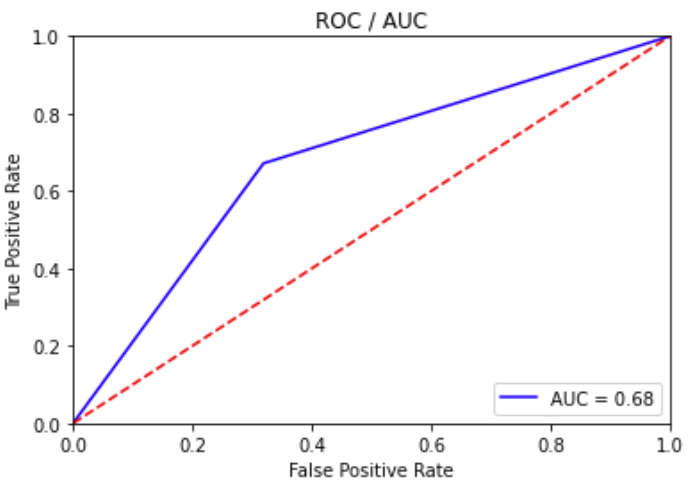 ROC / AUC
True Positive Rate
1.0
0.8
0.6
0.4
0.2
0.0
AUC = 0.68
0.0 0.2 0.4 0.6 0.8 1.0
False Positive Rate